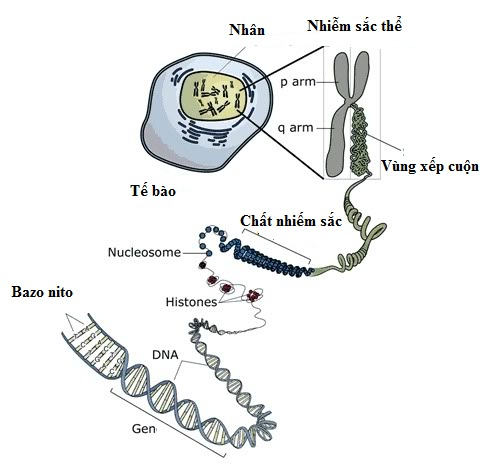 Nhân
Nhiễm sắc thể
p arm
q arm
Vùng xếp cuộn
Tế bào
Chất nhiếm sắc
Nucleosome
Histones
Bazo nito
DNA
Gen